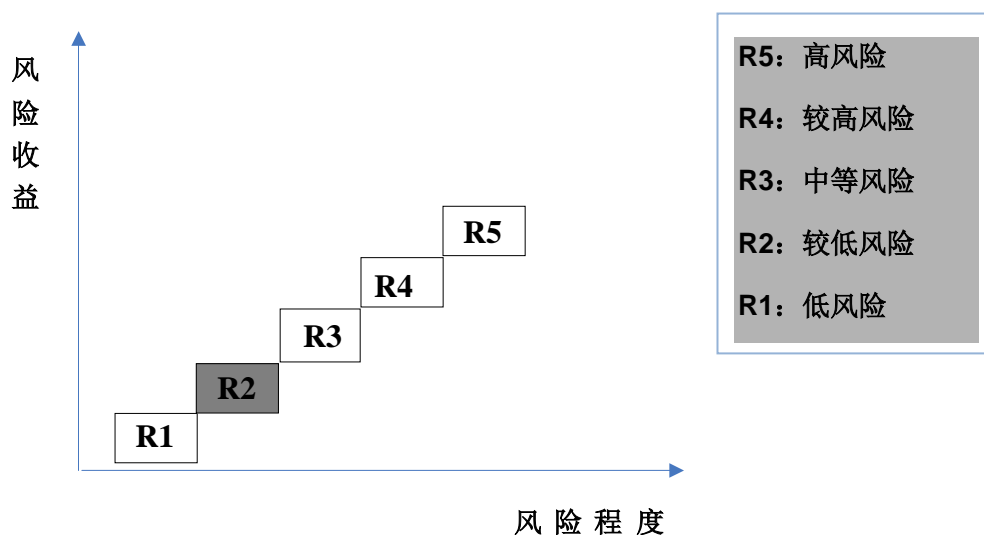 风
险
收
益
R5
R4
R3
R2
R1
风 险 程 度
R5：高风险
R4：较高风险
R3：中等风险
R2：较低风险
R1：低风险